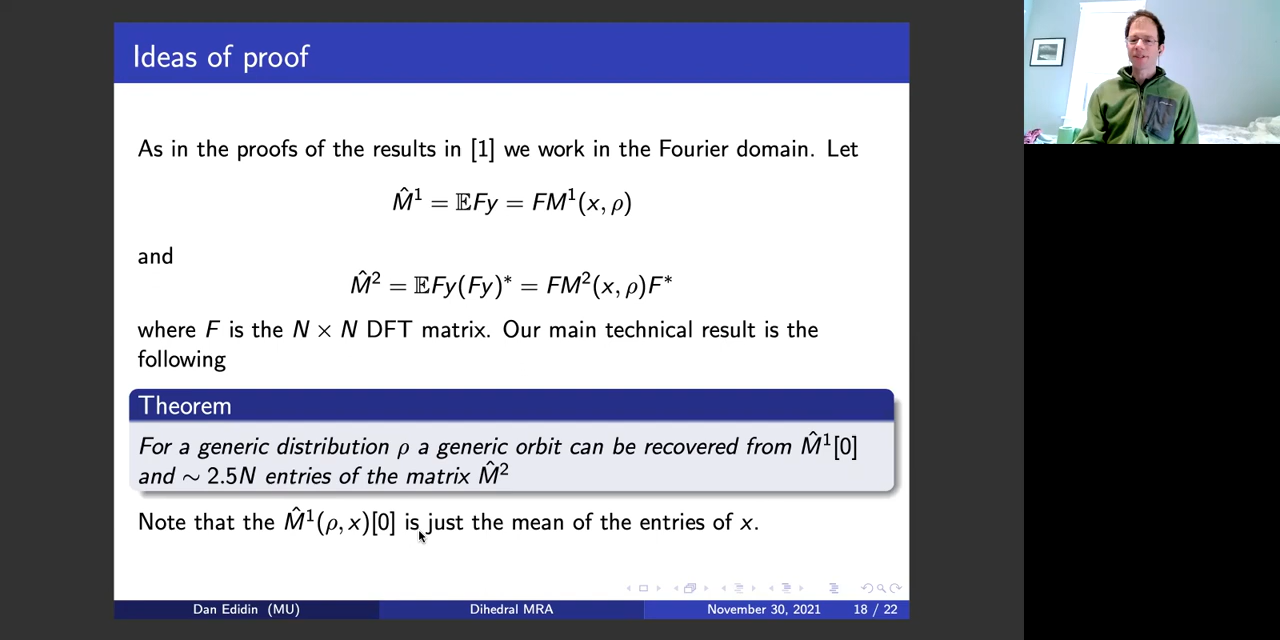 Ideas of proof
As in the proofs of the results in [1] we work in the Fourier domain. Let
M̂¹ = 𝔼Fy = FM¹(x, ρ)
and
M̂² = 𝔼Fy(Fy)* = FM²(x, ρ)F*
where F is the N × N DFT matrix. Our main technical result is the
following
Theorem
For a generic distribution ρ a generic orbit can be recovered from M̂¹[0]
and ∼ 2.5N entries of the matrix M̂²
Note that the M̂¹(ρ, x)[0] is just the mean of the entries of x.
Dan Edidin (MU) Dihedral MRA November 30, 2021 18 / 22